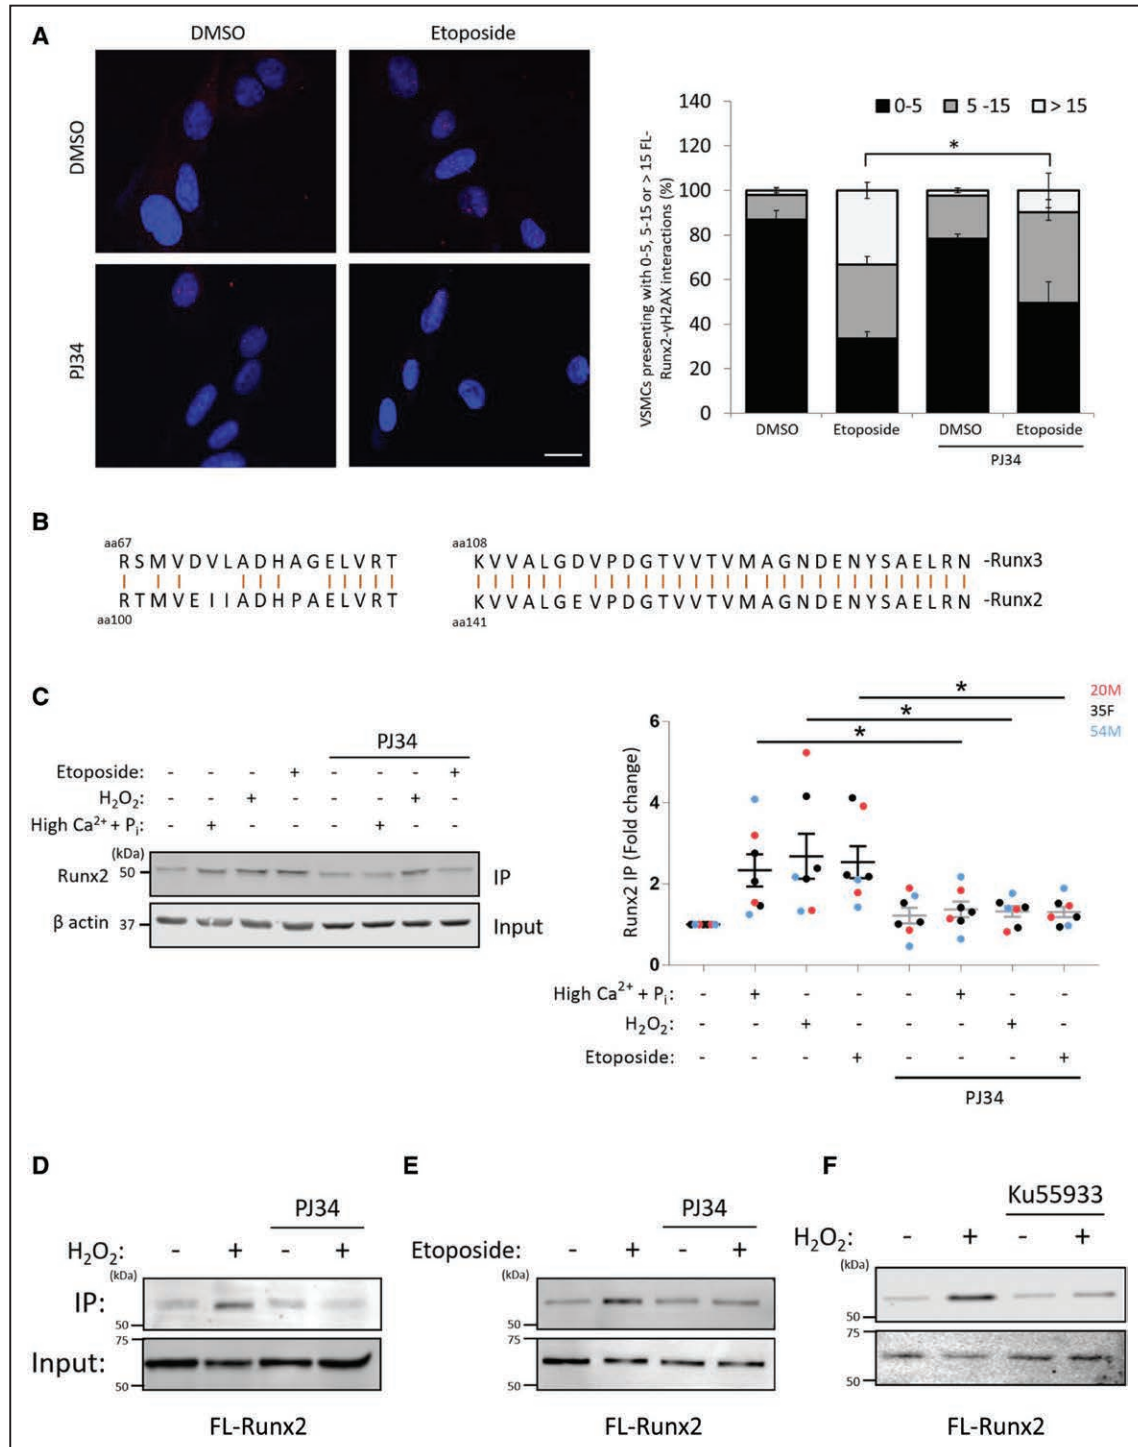 A
DMSO
Etoposide
DMSO
PJ34
VSMCs presenting with 0-5, 5-15 or > 15 FL-
Runx2-γH2AX interactions (%)
0-5
5 -15
> 15
140
120
100
80
60
40
20
0
*
DMSO
Etoposide
DMSO
Etoposide
PJ34
B
aa67
R S M V D V L A D H A G E L V R T
R T M V E I I A D H P A E L V R T
aa100
aa108
K V V A L G D V P D G T V V T V M A G N D E N Y S A E L R N -Runx3
K V V A L G E V P D G T V V T V M A G N D E N Y S A E L R N -Runx2
aa141
C
PJ34
Etoposide: - - - + - - - +
H2O2: - - + - - - + -
High Ca2+ + Pi: - + - - - + - -
(kDa)
Runx2 50 IP
β actin 37 Input
20M
35F
54M
*
*
*
Runx2 IP (Fold change)
6
4
2
0
High Ca2+ + Pi: - + - - - + - -
H2O2: - - + - - - + -
Etoposide: - - - + - - - +
PJ34
D
PJ34
H2O2: - + - +
(kDa)
IP:
50
75
Input:
50
FL-Runx2
E
PJ34
Etoposide: - + - +
(kDa)
50
75
50
FL-Runx2
F
Ku55933
H2O2: - + - +
(kDa)
50
75
50
FL-Runx2